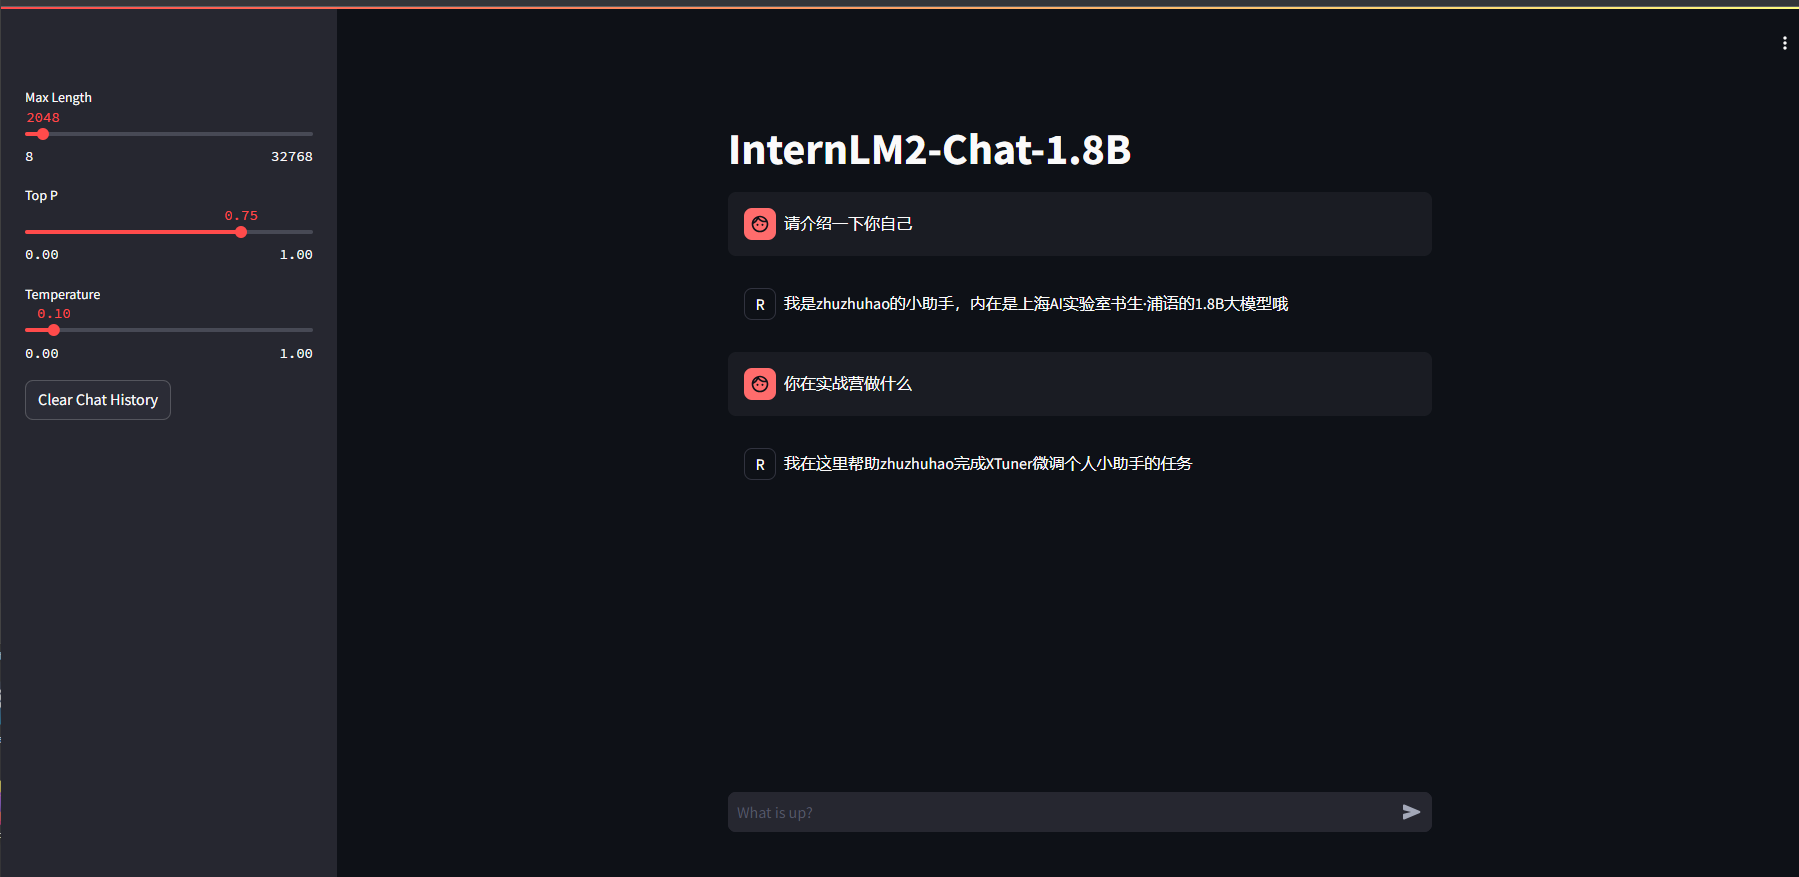 Max Length
2048
8 32768
Top P
0.75
0.00 1.00
Temperature
0.10
0.00 1.00
Clear Chat History
InternLM2-Chat-1.8B
请介绍一下你自己
R 我是zhuzhuhao的小助手，内在是上海AI实验室书生·浦语的1.8B大模型哦
你在实战营做什么
R 我在这里帮助zhuzhuhao完成XTuner微调个人小助手的任务
What is up?